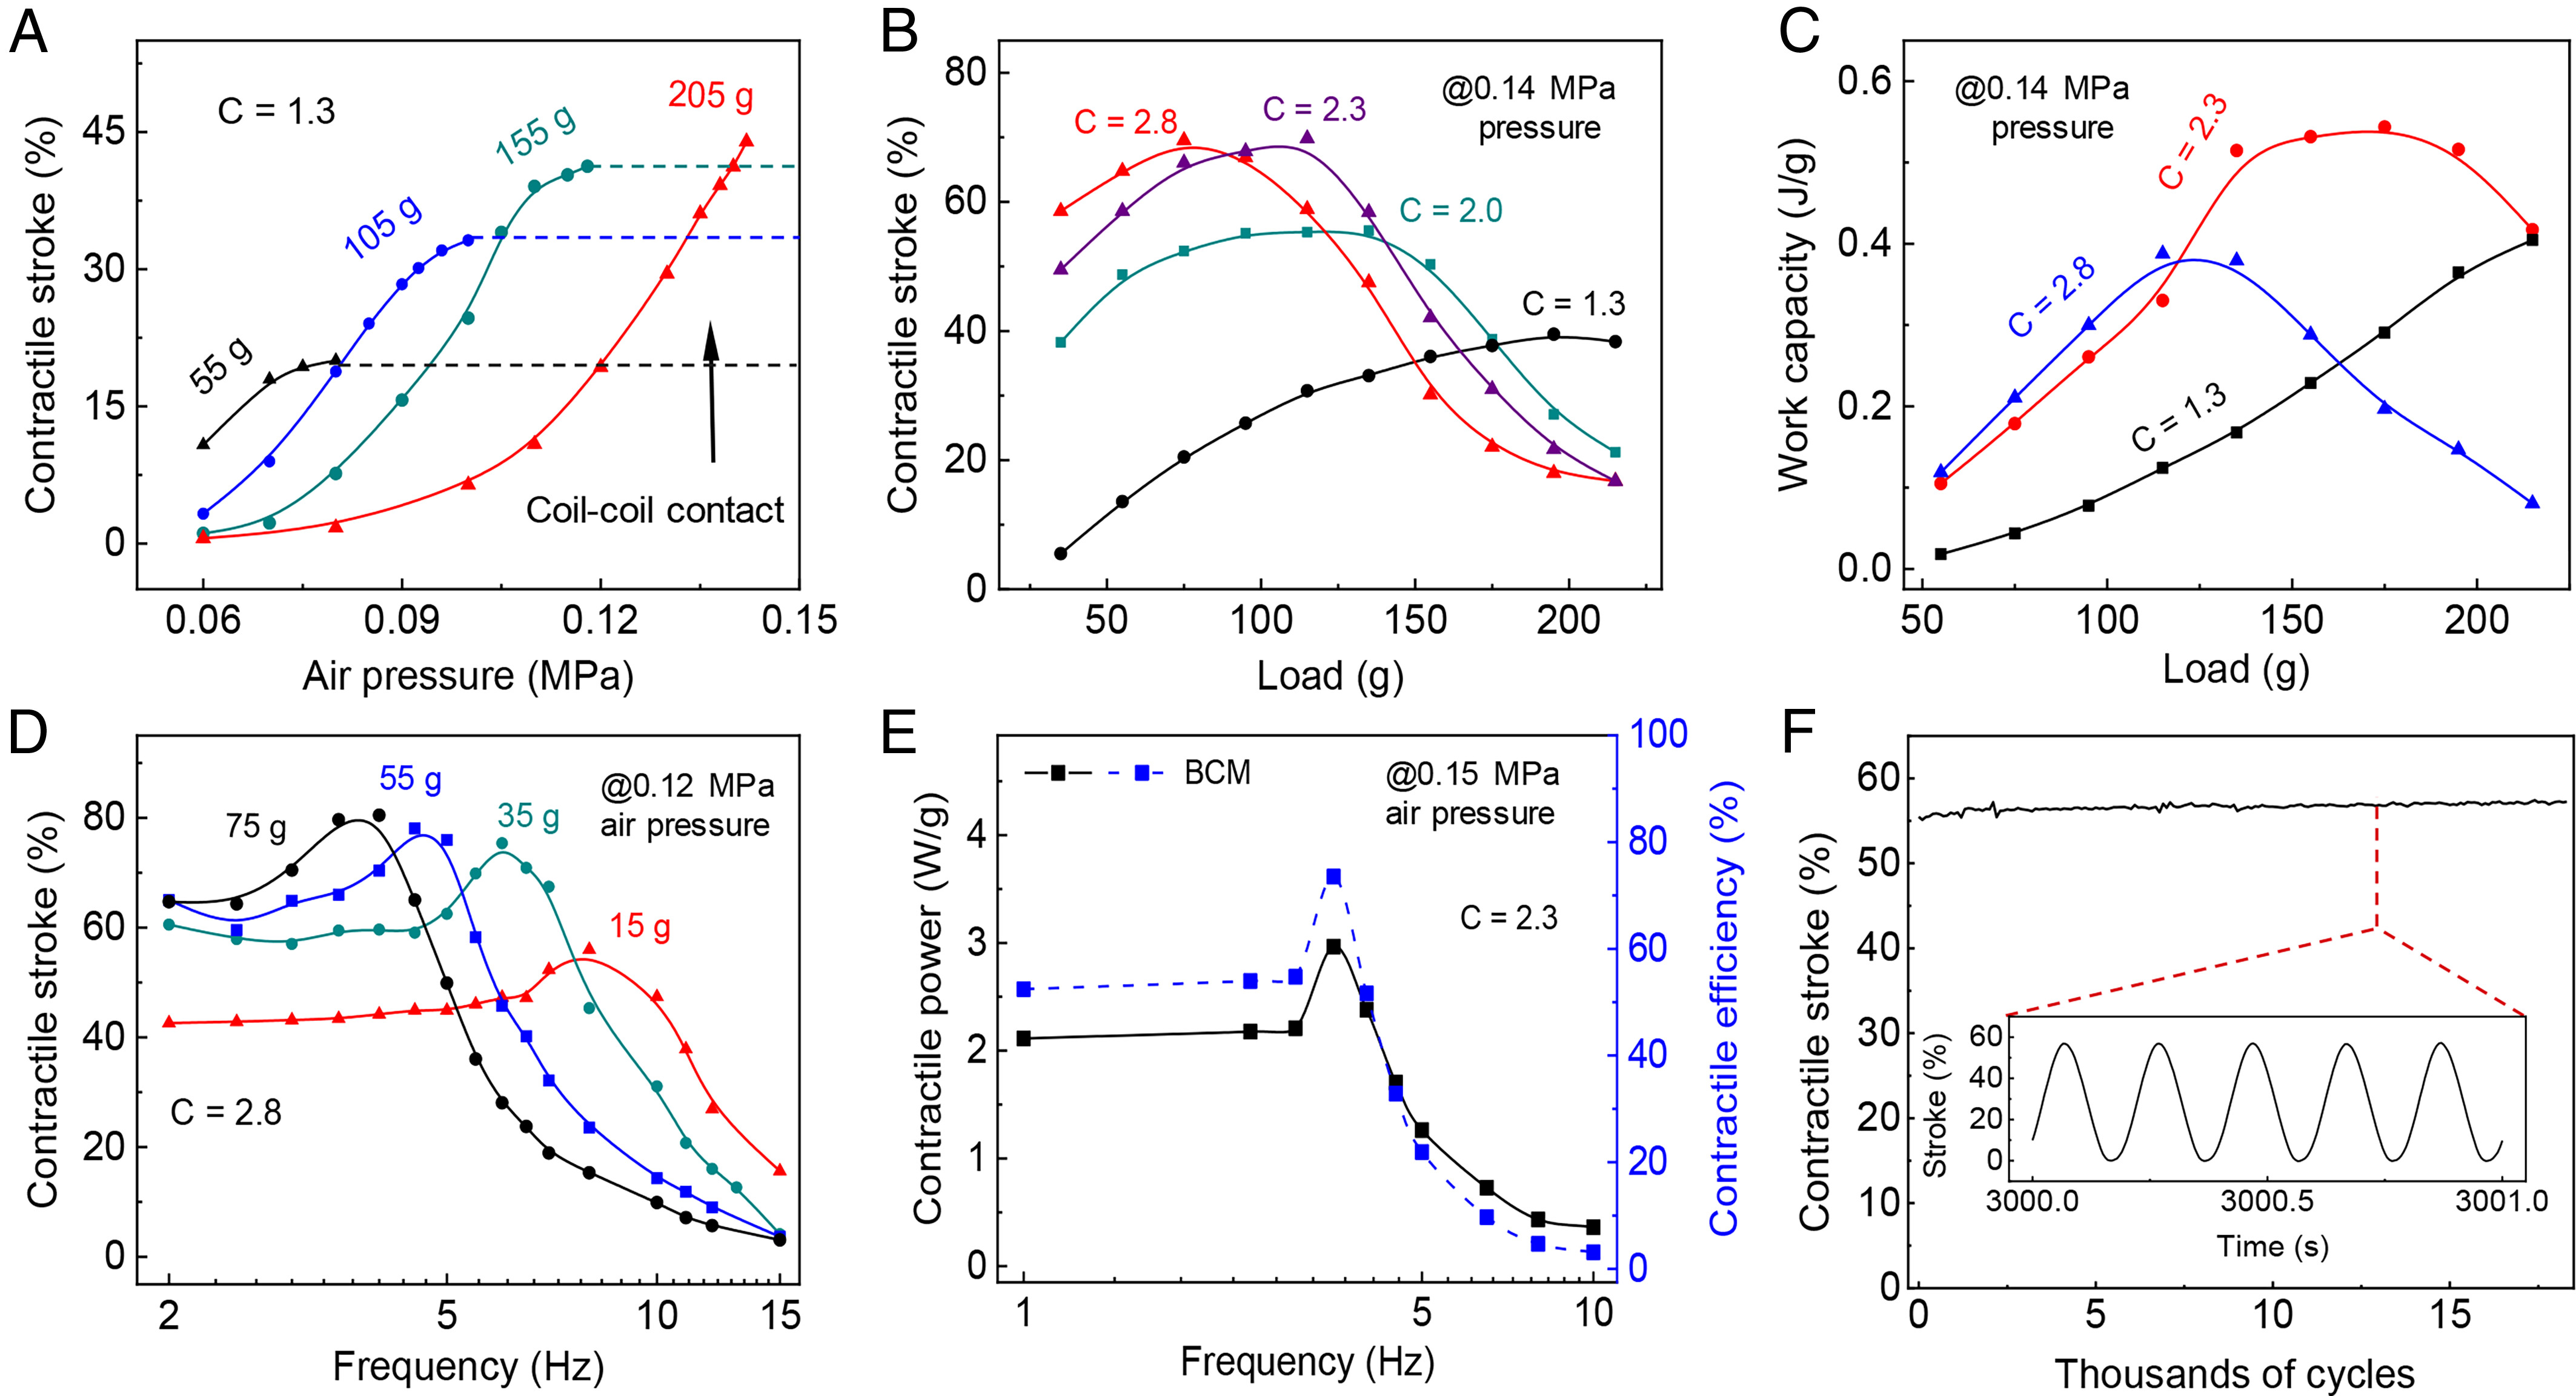 A
C = 1.3
55 g
105 g
155 g
205 g
Coil-coil contact
Contractile stroke (%)
45
30
15
0
0.06
0.09
0.12
0.15
Air pressure (MPa)
B
@0.14 MPa
pressure
C = 2.8
C = 2.3
C = 2.0
C = 1.3
Contractile stroke (%)
80
60
40
20
0
50
100
150
200
Load (g)
C
@0.14 MPa
pressure
C = 2.3
C = 2.8
C = 1.3
Work capacity (J/g)
0.6
0.4
0.2
0.0
50
100
150
200
Load (g)
D
75 g
55 g
35 g
15 g
@0.12 MPa
air pressure
C = 2.8
Contractile stroke (%)
80
60
40
20
0
2
5
10
15
Frequency (Hz)
E
BCM
@0.15 MPa
air pressure
C = 2.3
Contractile power (W/g)
4
3
2
1
0
Contractile efficiency (%)
100
80
60
40
20
0
1
5
10
Frequency (Hz)
F
Contractile stroke (%)
60
50
40
30
20
10
0
Stroke (%)
60
40
20
0
3000.0
3000.5
3001.0
Time (s)
0
5
10
15
Thousands of cycles